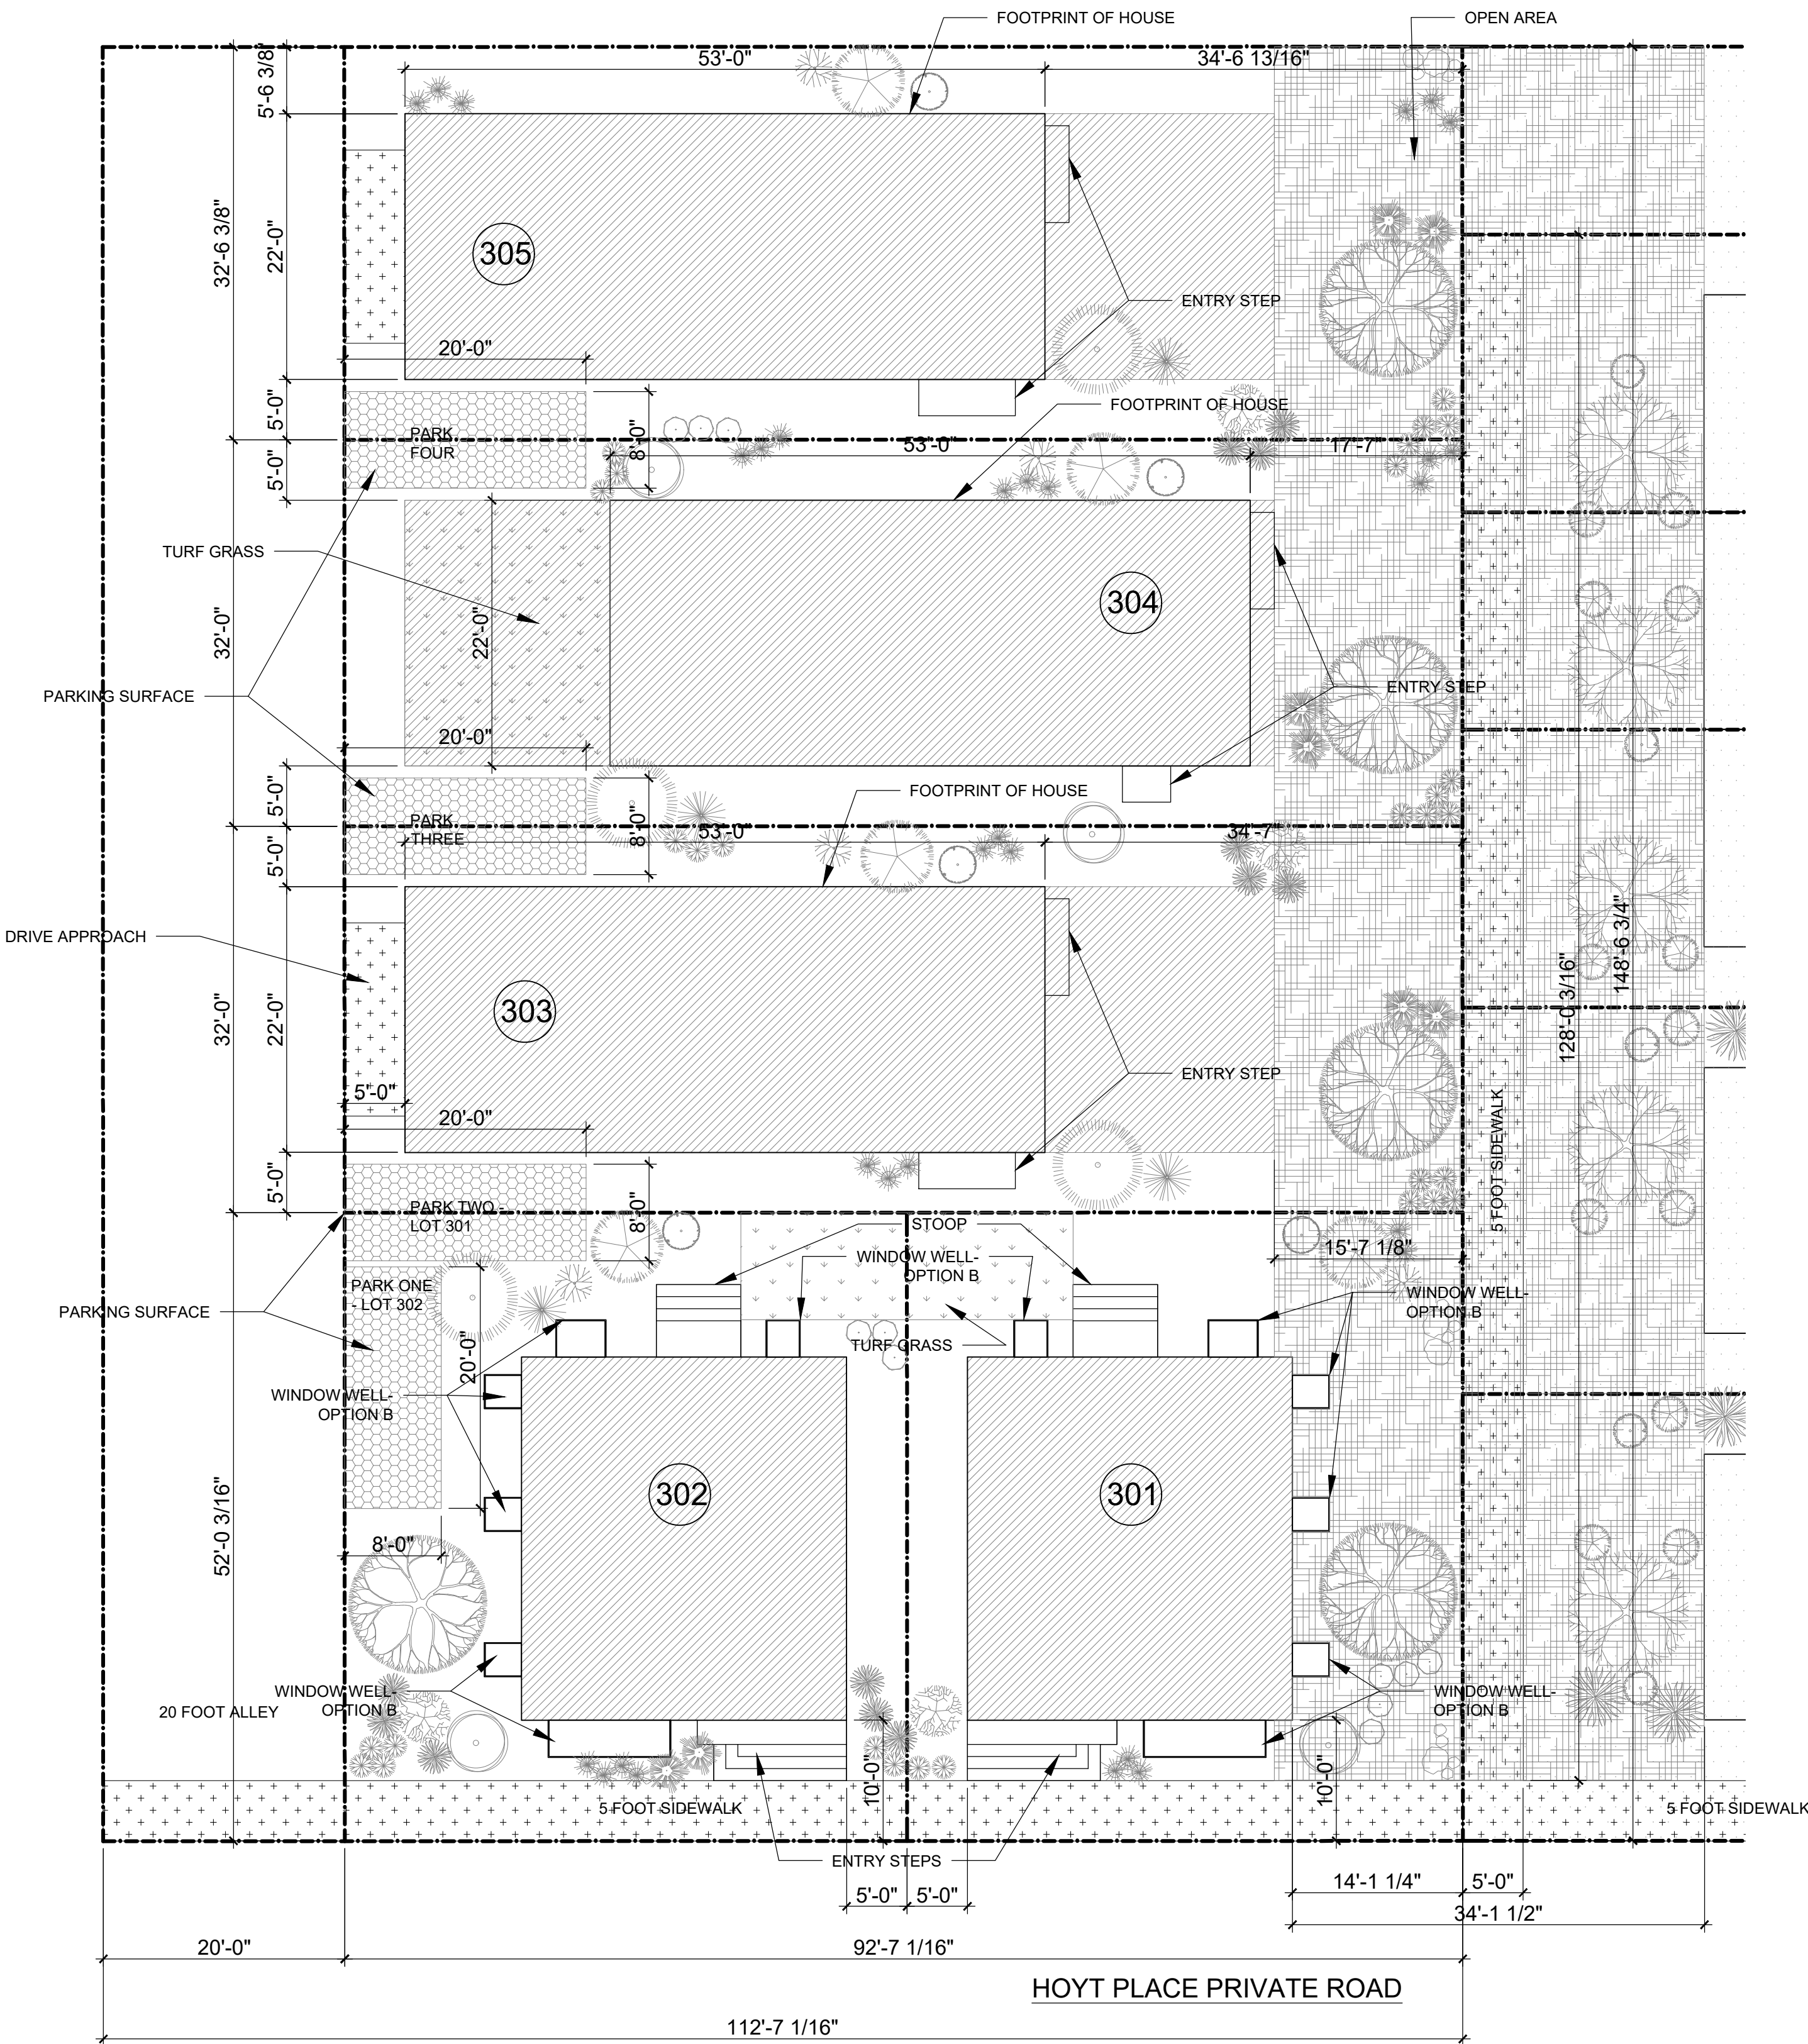 FOOTPRINT OF HOUSE
OPEN AREA
53'-0"
34'-6 13/16"
5'-6 3/8"
32'-6 3/8"
22'-0"
305
ENTRY STEP
20'-0"
5'-0"
PARK
FOUR
8'-0"
FOOTPRINT OF HOUSE
53'-0"
17'-7"
5'-0"
TURF GRASS
304
32'-0"
22'-0"
PARKING SURFACE
ENTRY STEP
20'-0"
5'-0"
FOOTPRINT OF HOUSE
PARK
THREE
8'-0"
53'-0"
34'-7"
5'-0"
DRIVE APPROACH
148'-6 3/4"
128'-0 3/16"
303
32'-0"
22'-0"
ENTRY STEP
5'-0"
20'-0"
5 FOOT SIDEWALK
5'-0"
PARK TWO -
LOT 301
8'-0"
STOOP
WINDOW WELL-
OPTION B
15'-7 1/8"
PARK ONE
- LOT 302
PARKING SURFACE
WINDOW WELL-
OPTION B
TURF GRASS
20'-0"
WINDOW WELL-
OPTION B
302
301
52'-0 3/16"
8'-0"
WINDOW WELL-
OPTION B
20 FOOT ALLEY
WINDOW WELL-
OPTION B
10'-0"
10'-0"
5 FOOT SIDEWALK
5 FOOT SIDEWALK
ENTRY STEPS
5'-0"
5'-0"
14'-1 1/4"
5'-0"
34'-1 1/2"
20'-0"
92'-7 1/16"
HOYT PLACE PRIVATE ROAD
112'-7 1/16"